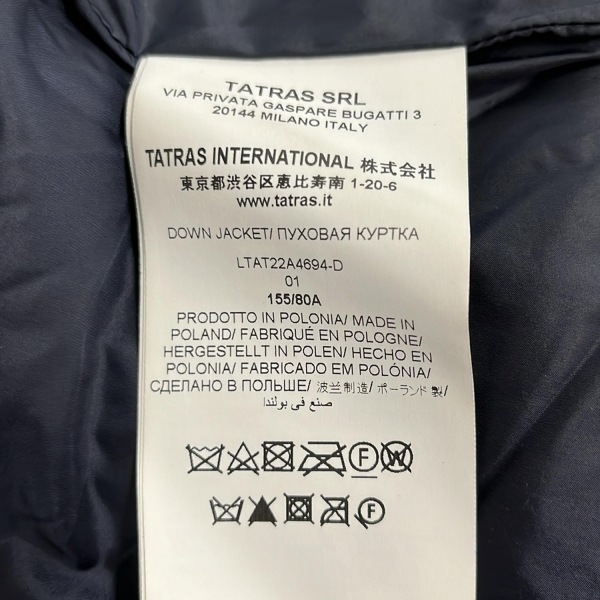 TATRAS SRL
VIA PRIVATA GASPARE BUGATTI 3
20144 MILANO ITALY
TATRAS INTERNATIONAL 株式会社
東京都渋谷区恵比寿南 1-20-6
www.tatras.it
DOWN JACKET/ ПУХОВАЯ КУРТКА
LTAT22A4694-D
01
155/80A
PRODOTTO IN POLONIA/ MADE IN
POLAND/ FABRIQUÉ EN POLOGNE/
HERGESTELLT IN POLEN/ HECHO EN
POLONIA/ FABRICADO EM POLÓNIA/
СДЕЛАНО В ПОЛЬШЕ/ 波兰制造/ ポーランド製/
صنع في بولندا
F W
F